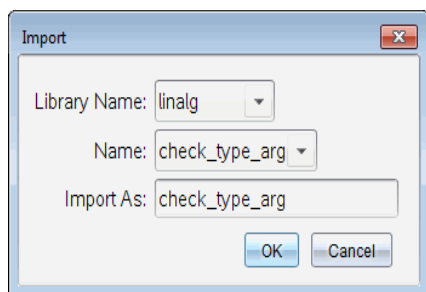 Import
Library Name: linalg
Name: check_type_arg
Import As: check_type_arg
OK Cancel